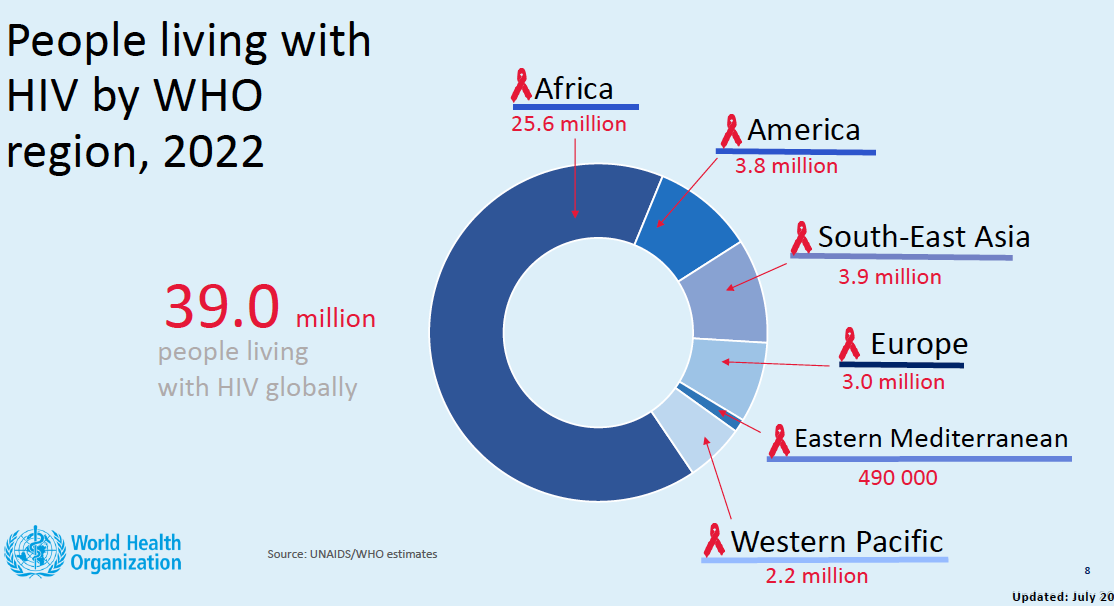 People living with
HIV by WHO
region, 2022
Africa
25.6 million
America
3.8 million
South-East Asia
3.9 million
39.0 million
people living
with HIV globally
Europe
3.0 million
Eastern Mediterranean
490 000
Western Pacific
2.2 million
World Health
Organization
Source: UNAIDS/WHO estimates
8
Updated: July 20